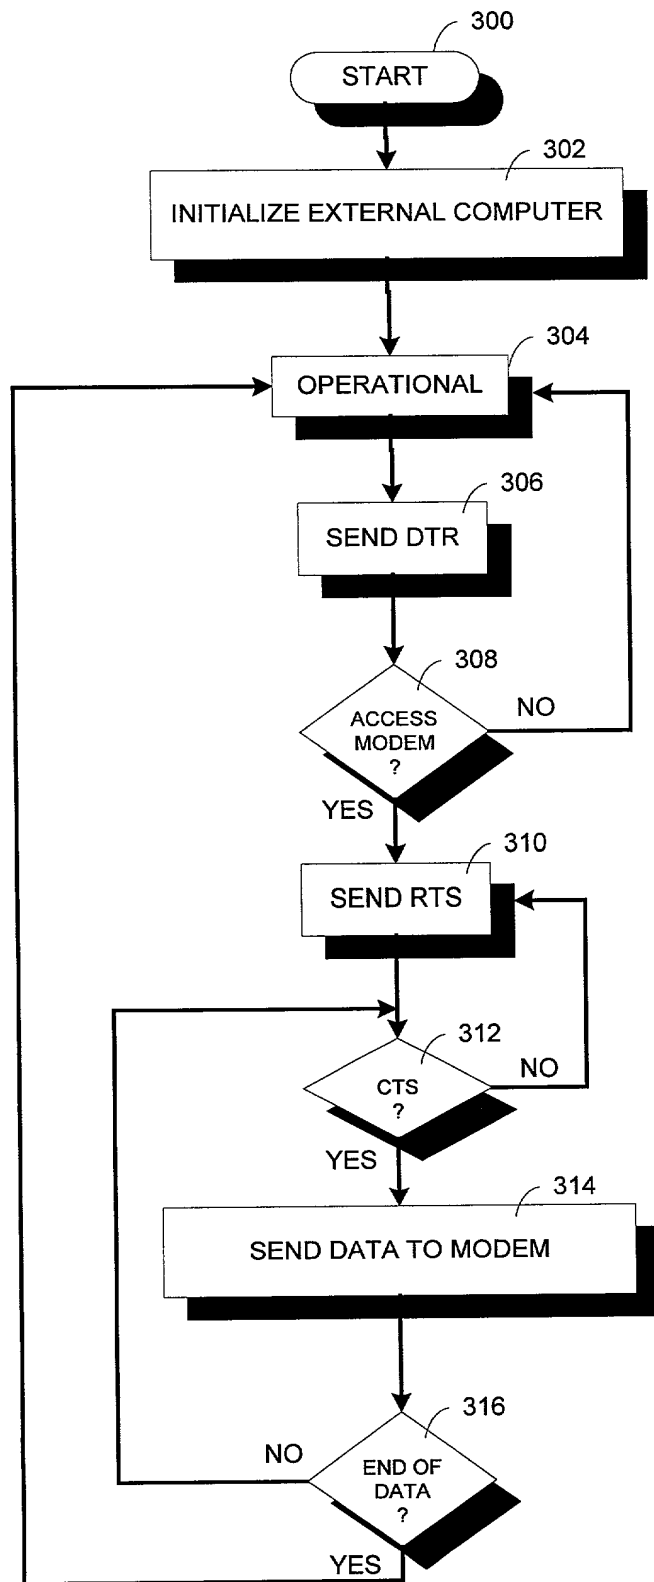 300
START
302
INITIALIZE EXTERNAL COMPUTER
304
OPERATIONAL
306
SEND DTR
308
ACCESS
MODEM
?
NO
YES
310
SEND RTS
312
CTS
?
NO
YES
314
SEND DATA TO MODEM
316
NO
END OF
DATA
?
YES